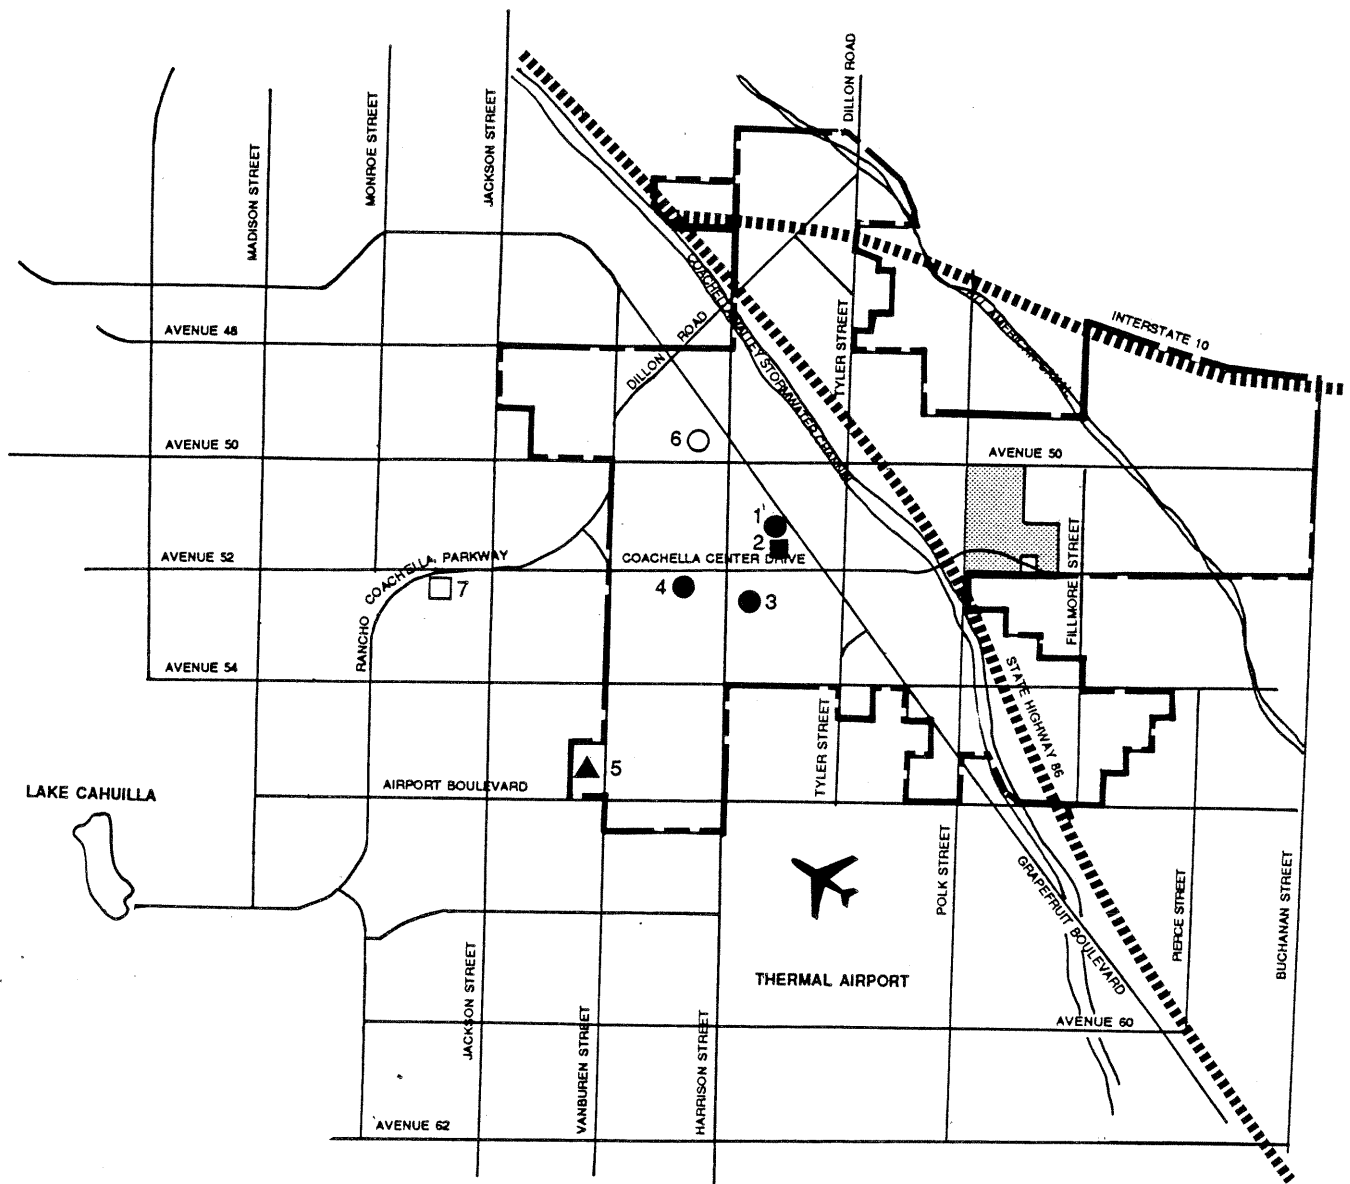 DILLON ROAD
MONROE STREET
JACKSON STREET
MADISON STREET
COACHELLA VALLEY STORMWATER CHANNEL
ALL AMERICAN CANAL
INTERSTATE 10
AVENUE 48
DILLON ROAD
TYLER STREET
6
AVENUE 50
AVENUE 50
1
2
AVENUE 52
RANCHO COACHELLA PARKWAY
COACHELLA CENTER DRIVE
FILLMORE STREET
7
4
3
AVENUE 54
STATE HIGHWAY 86
TYLER STREET
5
AIRPORT BOULEVARD
LAKE CAHUILLA
POLK STREET
GRAPEFRUIT BOULEVARD
PIERCE STREET
BUCHANAN STREET
THERMAL AIRPORT
JACKSON STREET
VANBUREN STREET
HARRISON STREET
AVENUE 60
AVENUE 62